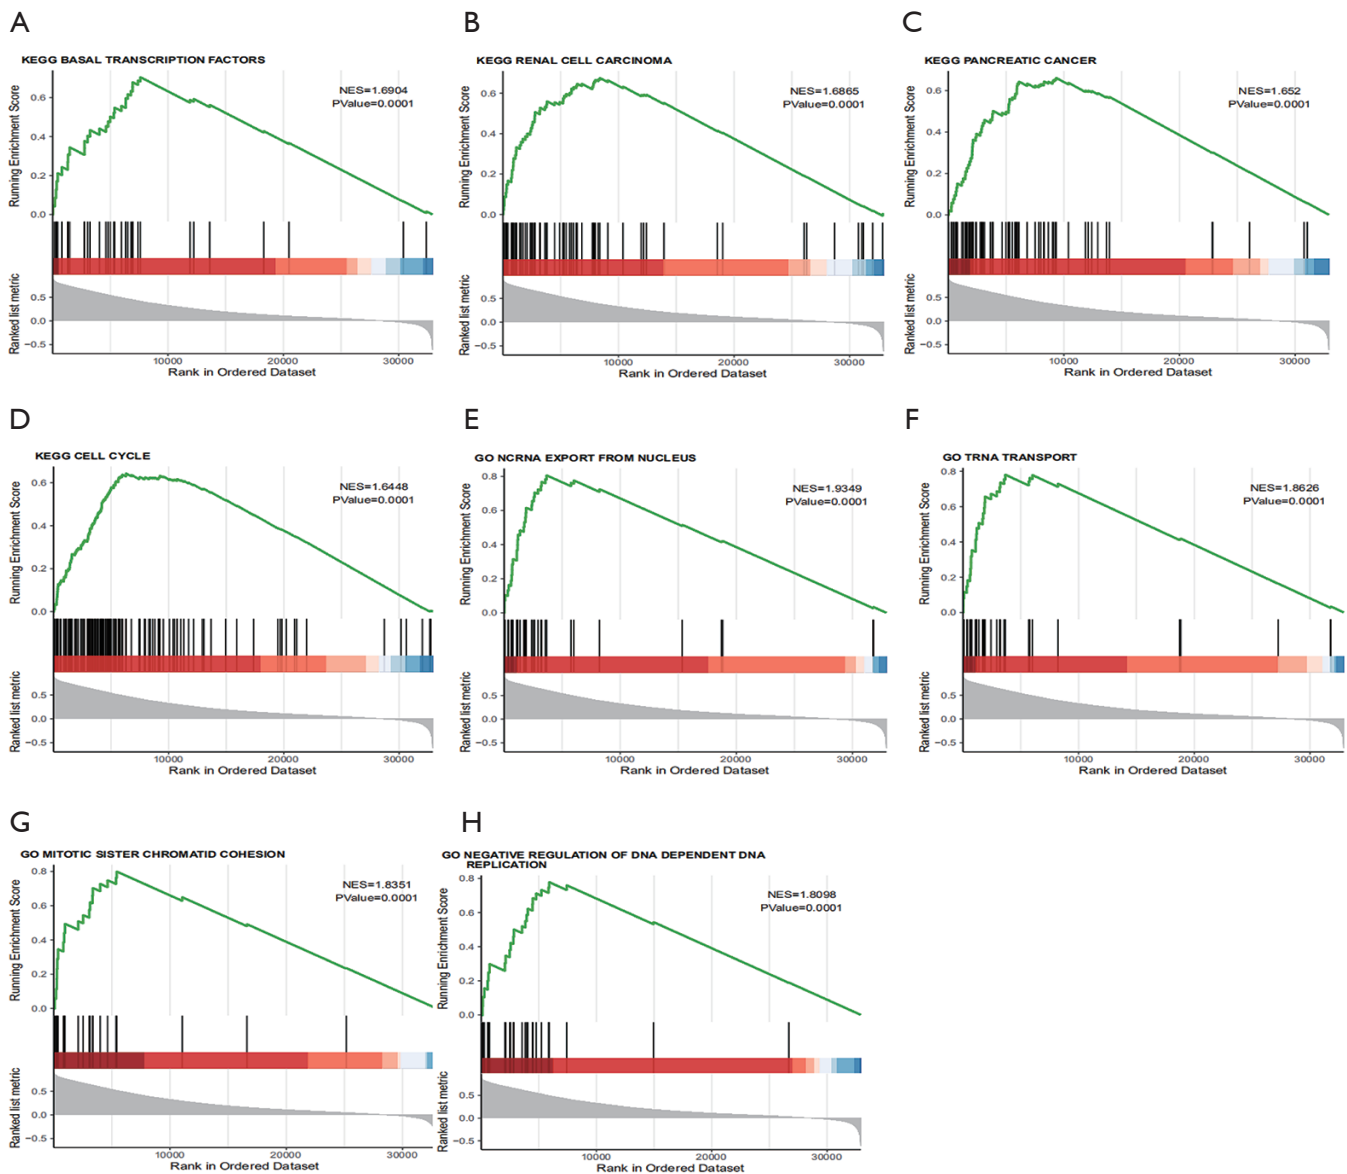 A
KEGG BASAL TRANSCRIPTION FACTORS
NES=1.6904
PValue=0.0001
Running Enrichment Score
0.6
0.4
0.2
0.0
Ranked list metric
0.5
0.0
−0.5
10000
20000
30000
Rank in Ordered Dataset
B
KEGG RENAL CELL CARCINOMA
NES=1.6865
PValue=0.0001
Running Enrichment Score
0.6
0.4
0.2
0.0
Ranked list metric
0.5
0.0
−0.5
10000
20000
30000
Rank in Ordered Dataset
C
KEGG PANCREATIC CANCER
NES=1.652
PValue=0.0001
Running Enrichment Score
0.6
0.4
0.2
0.0
Ranked list metric
0.5
0.0
−0.5
10000
20000
30000
Rank in Ordered Dataset
D
KEGG CELL CYCLE
NES=1.6448
PValue=0.0001
Running Enrichment Score
0.6
0.4
0.2
0.0
Ranked list metric
0.5
0.0
−0.5
10000
20000
30000
Rank in Ordered Dataset
E
GO NCRNA EXPORT FROM NUCLEUS
NES=1.9349
PValue=0.0001
Running Enrichment Score
0.8
0.6
0.4
0.2
0.0
Ranked list metric
0.5
0.0
−0.5
10000
20000
30000
Rank in Ordered Dataset
F
GO TRNA TRANSPORT
NES=1.8626
PValue=0.0001
Running Enrichment Score
0.8
0.6
0.4
0.2
0.0
Ranked list metric
0.5
0.0
−0.5
10000
20000
30000
Rank in Ordered Dataset
G
GO MITOTIC SISTER CHROMATID COHESION
NES=1.8351
PValue=0.0001
Running Enrichment Score
0.8
0.6
0.4
0.2
0.0
Ranked list metric
0.5
0.0
−0.5
10000
20000
30000
Rank in Ordered Dataset
H
GO NEGATIVE REGULATION OF DNA DEPENDENT DNA
REPLICATION
NES=1.8098
PValue=0.0001
Running Enrichment Score
0.8
0.6
0.4
0.2
0.0
Ranked list metric
0.5
0.0
−0.5
10000
20000
30000
Rank in Ordered Dataset